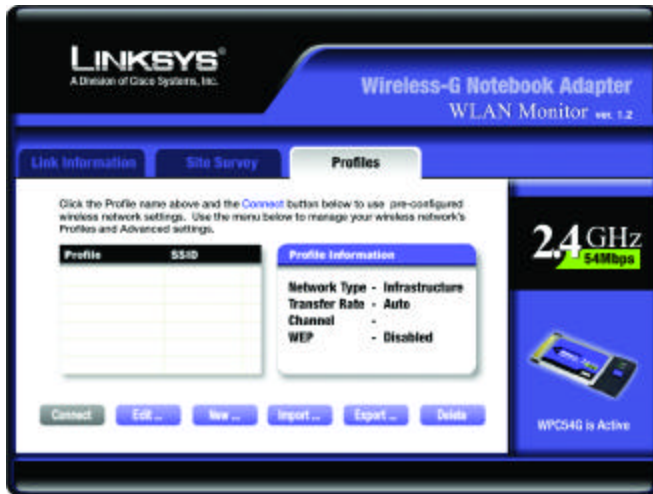 LINKSYS®
A Division of Cisco Systems, Inc.
Wireless-G Notebook Adapter
WLAN Monitor ver. 1.2
Link Information
Site Survey
Profiles
Click the Profile name above and the Connect button below to use pre-configured
wireless network settings. Use the menu below to manage your wireless network's
Profiles and Advanced settings.
Profile SSID
Profile Information
Network Type - Infrastructure
Transfer Rate - Auto
Channel -
WEP - Disabled
2.4 GHz
54Mbps
Connect
Edit ...
New ...
Import ...
Export ...
Delete
WPC54G is Active